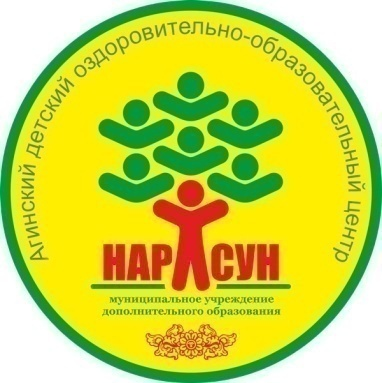 Агинский детский оздоровительно-образовательный центр
НАРАСУН
муниципальное учреждение
дополнительного образования